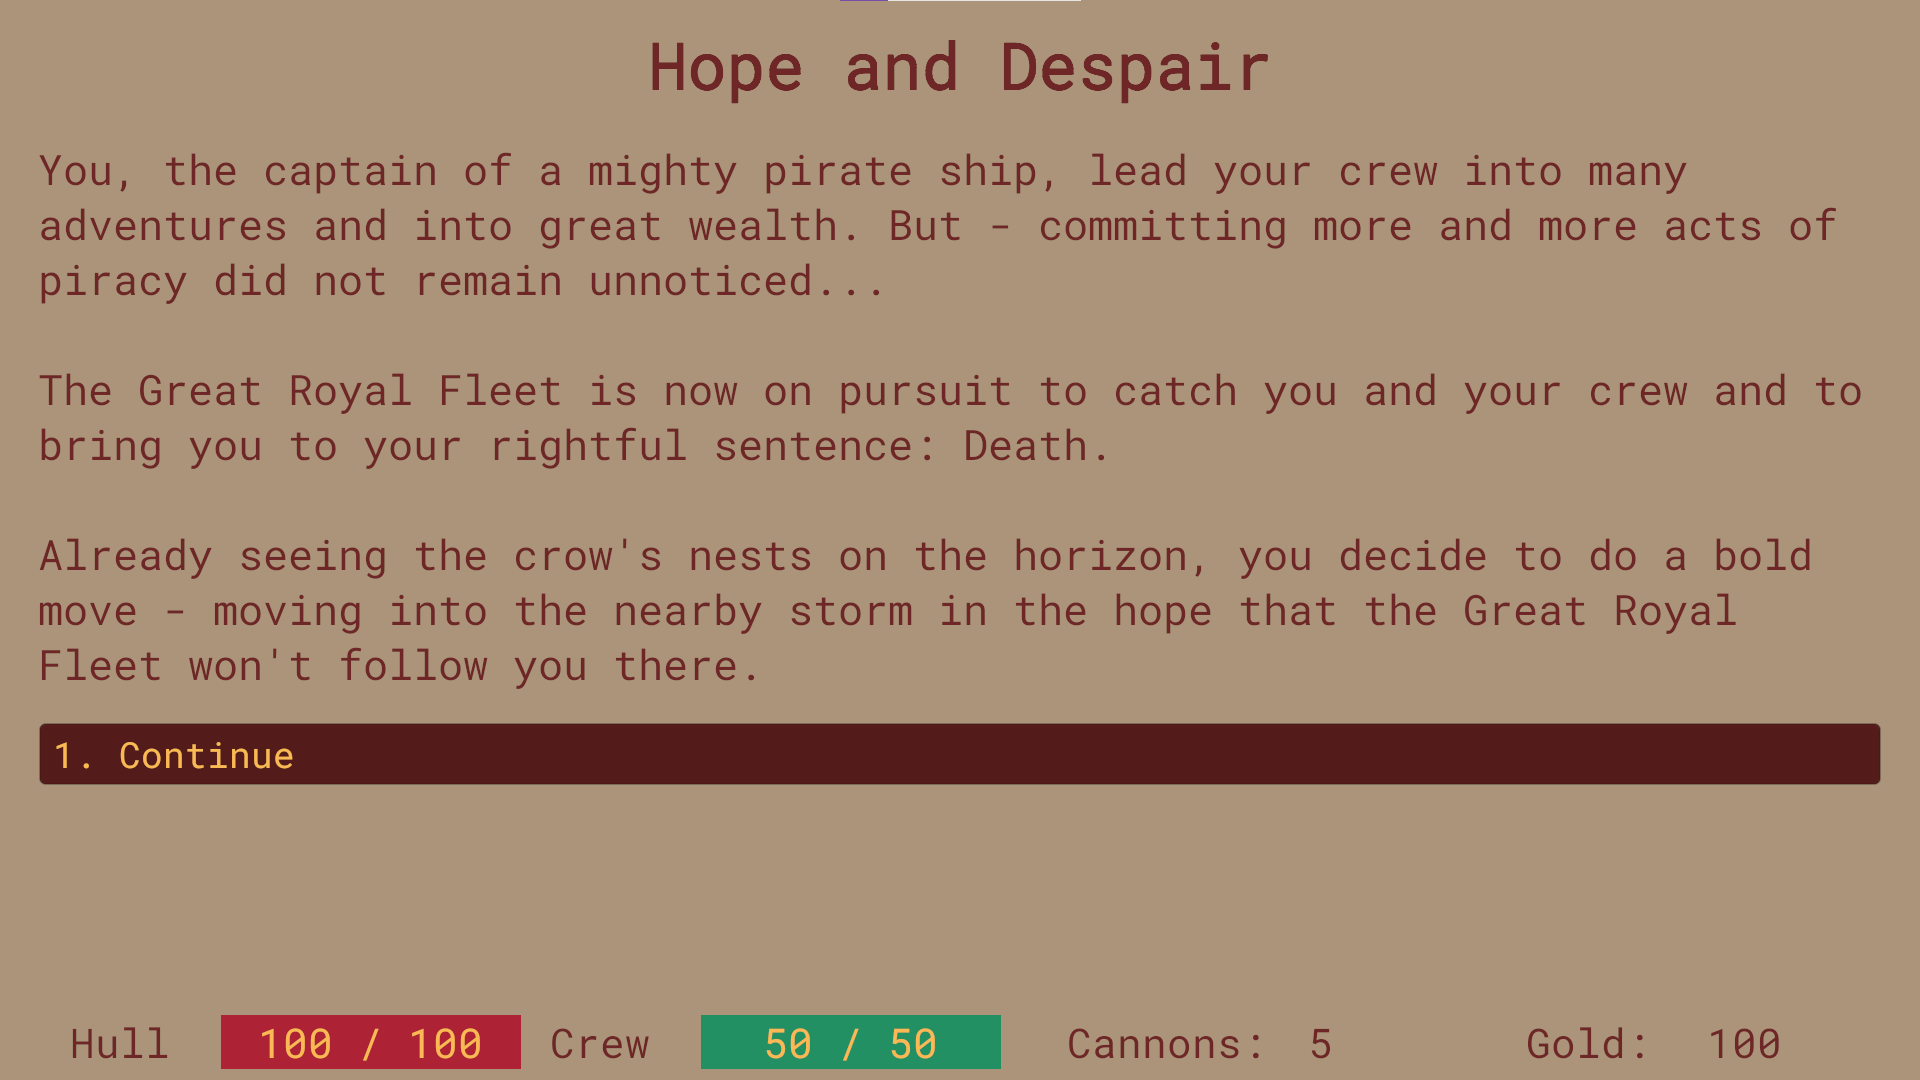 Hope and Despair
You, the captain of a mighty pirate ship, lead your crew into many
adventures and into great wealth. But - committing more and more acts of
piracy did not remain unnoticed...
The Great Royal Fleet is now on pursuit to catch you and your crew and to
bring you to your rightful sentence: Death.
Already seeing the crow's nests on the horizon, you decide to do a bold
move - moving into the nearby storm in the hope that the Great Royal
Fleet won't follow you there.
1. Continue
Hull 100 / 100 Crew 50 / 50 Cannons: 5 Gold: 100